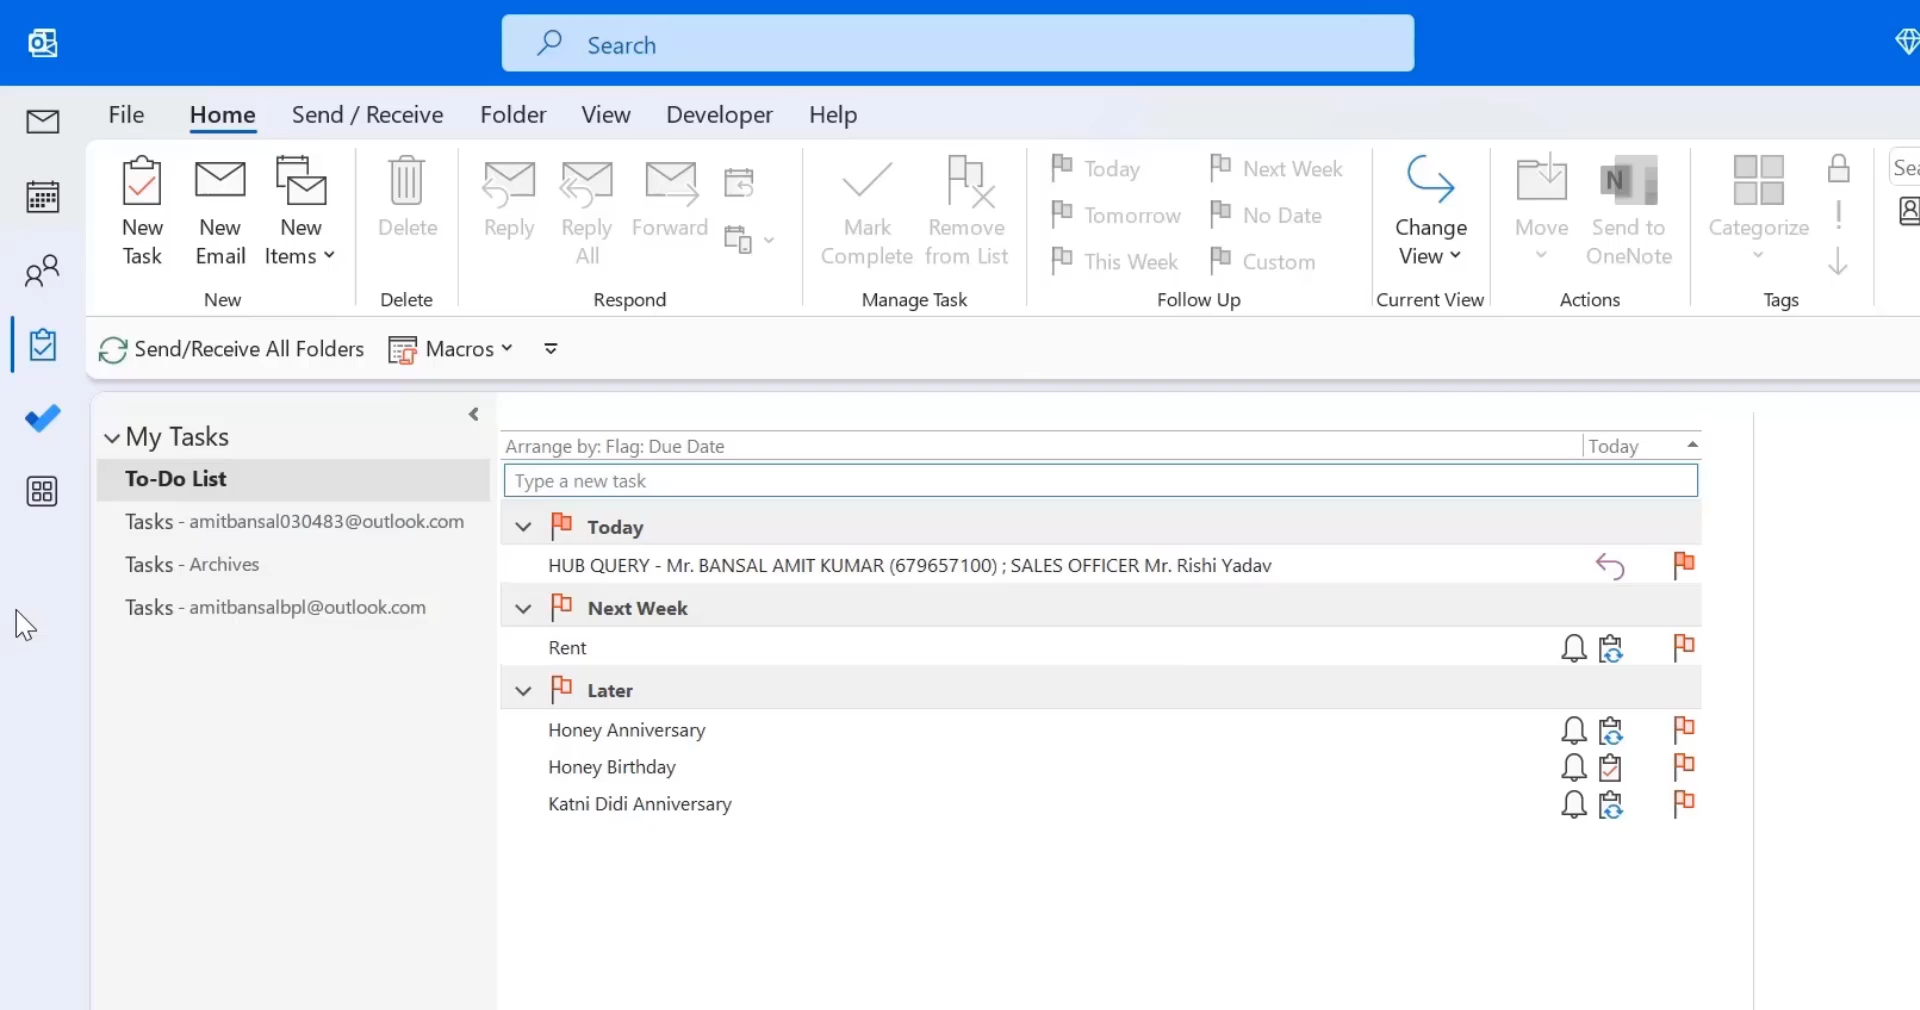 Search
File Home Send / Receive Folder View Developer Help
New Task
New Email
New Items
New
Delete
Delete
Reply
Reply All
Forward
Respond
Mark Complete
Remove from List
Manage Task
Today
Tomorrow
This Week
Next Week
No Date
Custom
Follow Up
Change View
Current View
Move
Send to OneNote
Actions
Categorize
Tags
Send/Receive All Folders
Macros
My Tasks
To-Do List
Tasks - amitbansal030483@outlook.com
Tasks - Archives
Tasks - amitbansalbpl@outlook.com
Arrange by: Flag: Due Date
Today
Type a new task
Today
HUB QUERY - Mr. BANSAL AMIT KUMAR (679657100) ; SALES OFFICER Mr. Rishi Yadav
Next Week
Rent
Later
Honey Anniversary
Honey Birthday
Katni Didi Anniversary